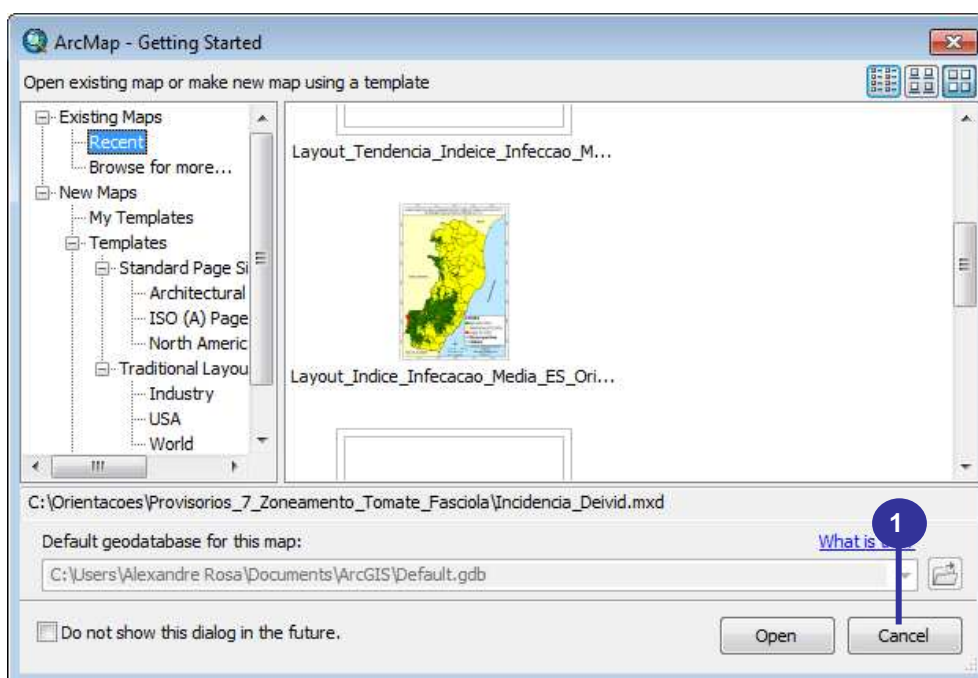 ArcMap - Getting Started
Open existing map or make new map using a template
Existing Maps
Recent
Browse for more...
New Maps
My Templates
Templates
Standard Page Si
Architectural
ISO (A) Page
North Americ
Traditional Layou
Industry
USA
World
Layout_Tendencia_Indeice_Infeccao_M...
Layout_Indice_Infecacao_Media_ES_Ori...
C:\Orientacoes\Provisorios_7_Zoneamento_Tomate_Fasciola\Incidencia_Deivid.mxd
1
Default geodatabase for this map:
What is
C:\Users\Alexandre Rosa\Documents\ArcGIS\Default.gdb
Do not show this dialog in the future.
Open
Cancel